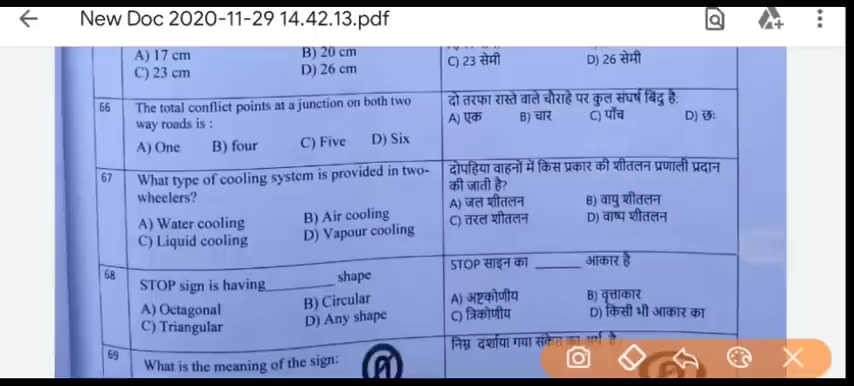 New Doc 2020-11-29 14.42.13.pdf
A) 17 cm B) 20 cm
C) 23 cm D) 26 cm
C) 23 सेमी D) 26 सेमी
66 The total conflict points at a junction on both two
way roads is :
A) One B) four C) Five D) Six
दो तरफा रास्ते वाले चौराहे पर कुल संघर्ष बिंदु है:
A) एक B) चार C) पाँच D) छः
67 What type of cooling system is provided in two-
wheelers?
A) Water cooling B) Air cooling
C) Liquid cooling D) Vapour cooling
दोपहिया वाहनों में किस प्रकार की शीतलन प्रणाली प्रदान
की जाती है?
A) जल शीतलन B) वायु शीतलन
C) तरल शीतलन D) वाष्प शीतलन
68 STOP sign is having________ shape
A) Octagonal B) Circular
C) Triangular D) Any shape
STOP साइन का ______ आकार है
A) अष्टकोणीय B) वृत्ताकार
C) त्रिकोणीय D) किसी भी आकार का
69 What is the meaning of the sign:
निम्न दर्शाया गया संकेत का अर्थ है